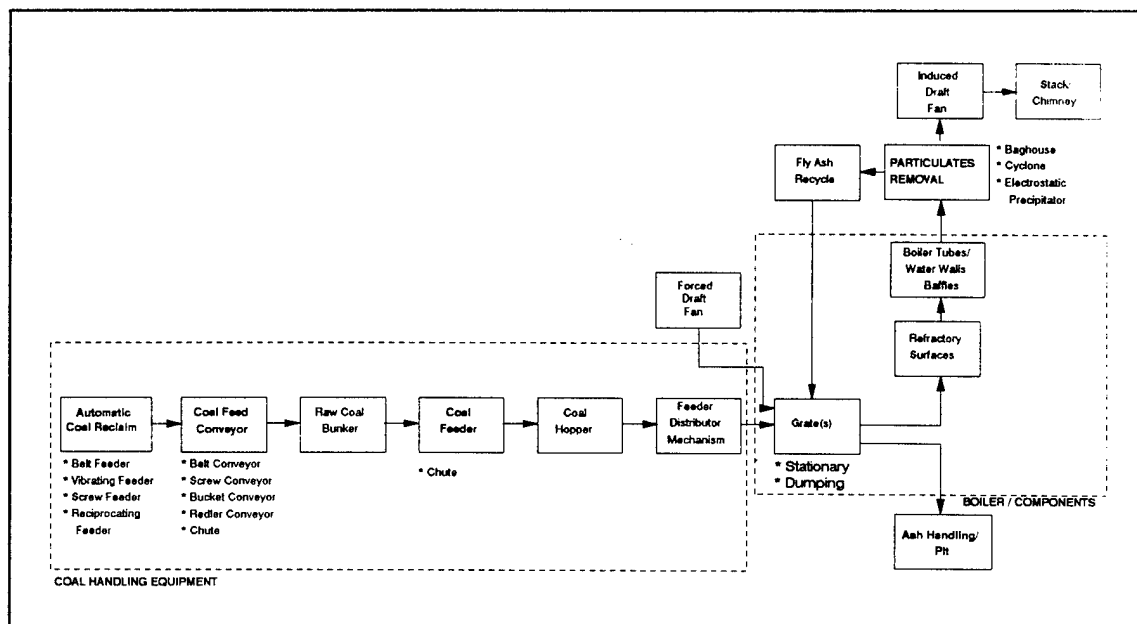 Induced
Draft
Fan
Stack
Chimney
Fly Ash
Recycle
PARTICULATES
REMOVAL
* Baghouse
* Cyclone
* Electrostatic
Precipitator
Boiler Tubes/
Water Walls
Baffles
Forced
Draft
Fan
Refractory
Surfaces
Automatic
Coal Reclaim
Coal Feed
Conveyor
Raw Coal
Bunker
Coal
Feeder
Coal
Hopper
Feeder
Distributor
Mechanism
Grate(s)
* Belt Feeder
* Vibrating Feeder
* Screw Feeder
* Reciprocating
Feeder
* Belt Conveyor
* Screw Conveyor
* Bucket Conveyor
* Redler Conveyor
* Chute
* Chute
* Stationary
* Dumping
BOILER / COMPONENTS
Ash Handling/
Pit
COAL HANDLING EQUIPMENT